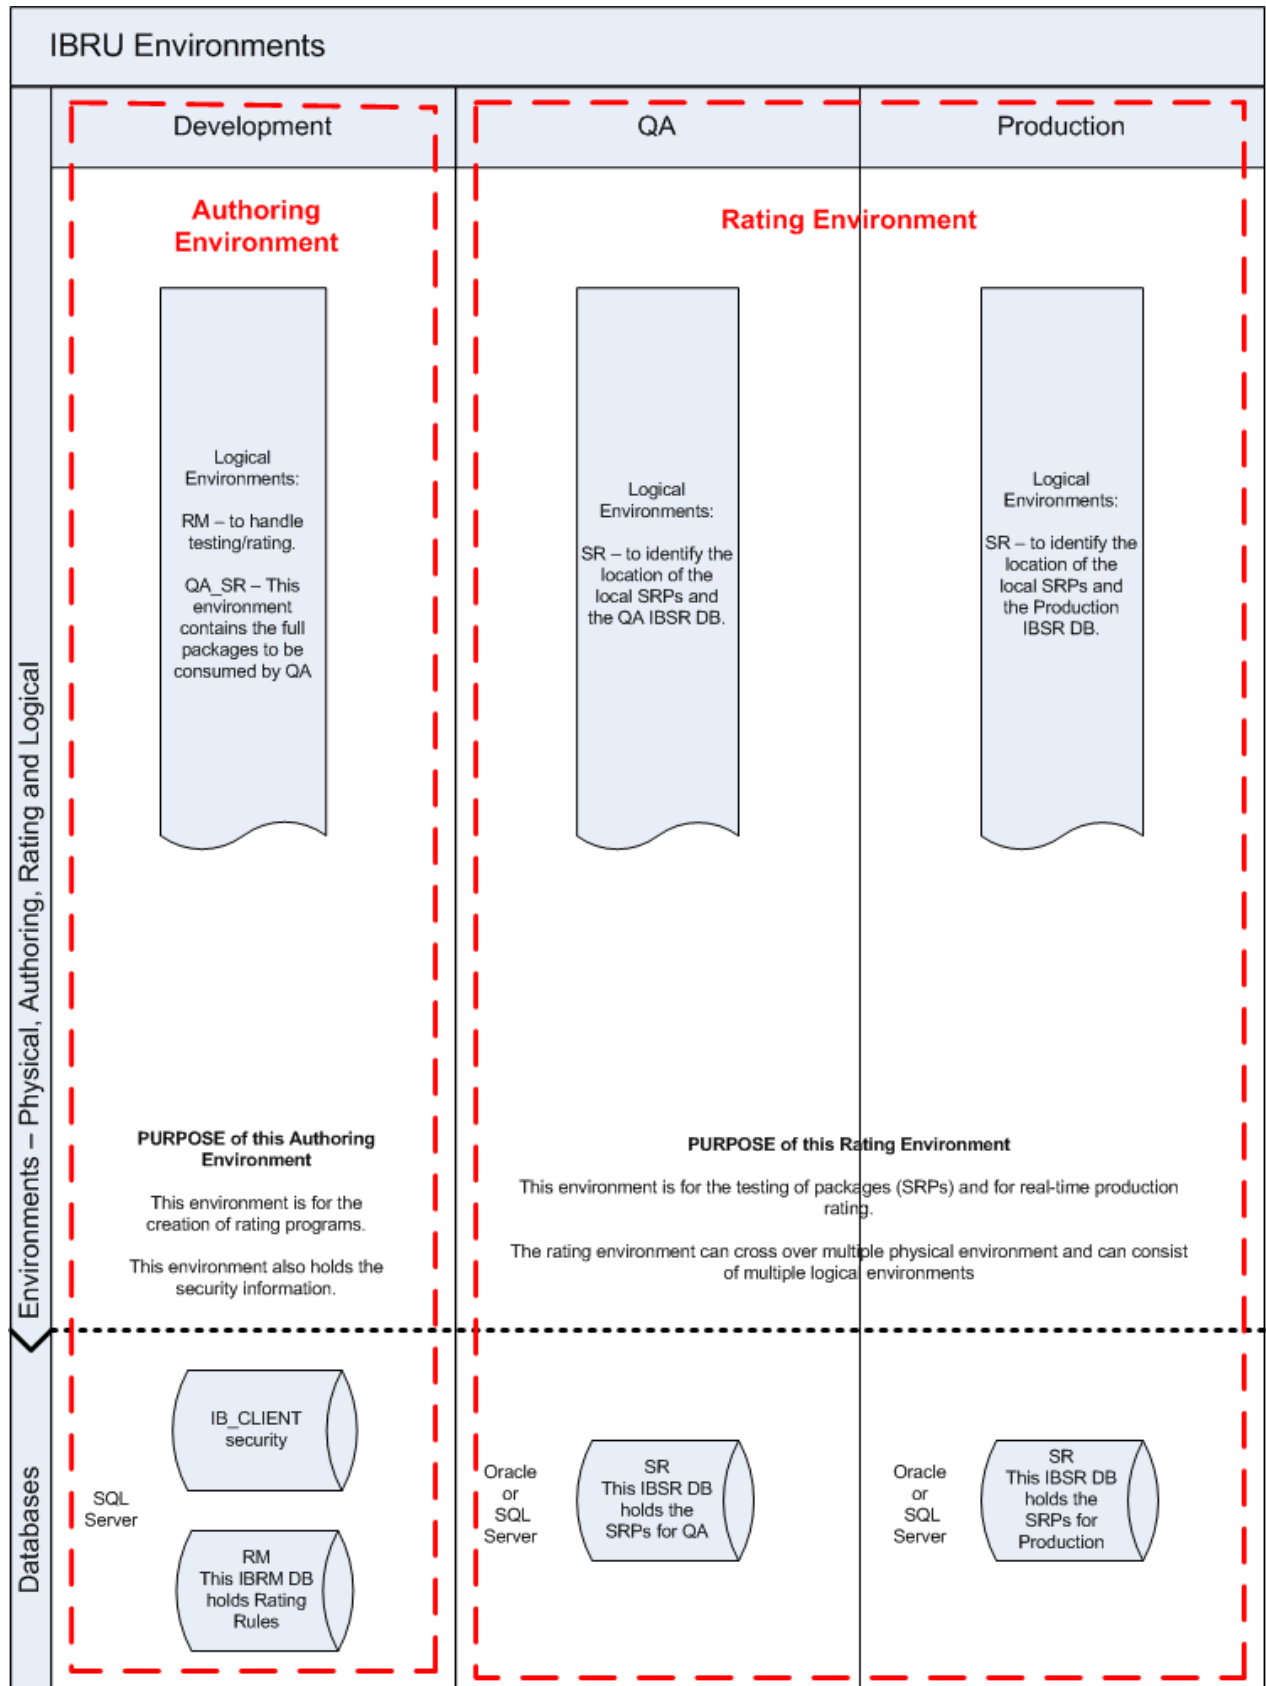 IBRU Environments
Development
QA
Production
Authoring
Environment
Rating Environment
Logical
Environments:
RM – to handle
testing/rating.
QA_SR – This
environment
contains the full
packages to be
consumed by QA
Logical
Environments:
SR – to identify the
location of the
local SRPs and
the QA IBSR DB.
Logical
Environments:
SR – to identify the
location of the
local SRPs and
the Production
IBSR DB.
Environments – Physical, Authoring, Rating and Logical
PURPOSE of this Authoring
Environment
This environment is for the
creation of rating programs.
This environment also holds the
security information.
PURPOSE of this Rating Environment
This environment is for the testing of packages (SRPs) and for real-time production
rating.
The rating environment can cross over multiple physical environment and can consist
of multiple logical environments
Databases
SQL
Server
IB_CLIENT
security
RM
This IBRM DB
holds Rating
Rules
Oracle
or
SQL
Server
SR
This IBSR DB
holds the
SRPs for QA
Oracle
or
SQL
Server
SR
This IBSR DB
holds the
SRPs for
Production